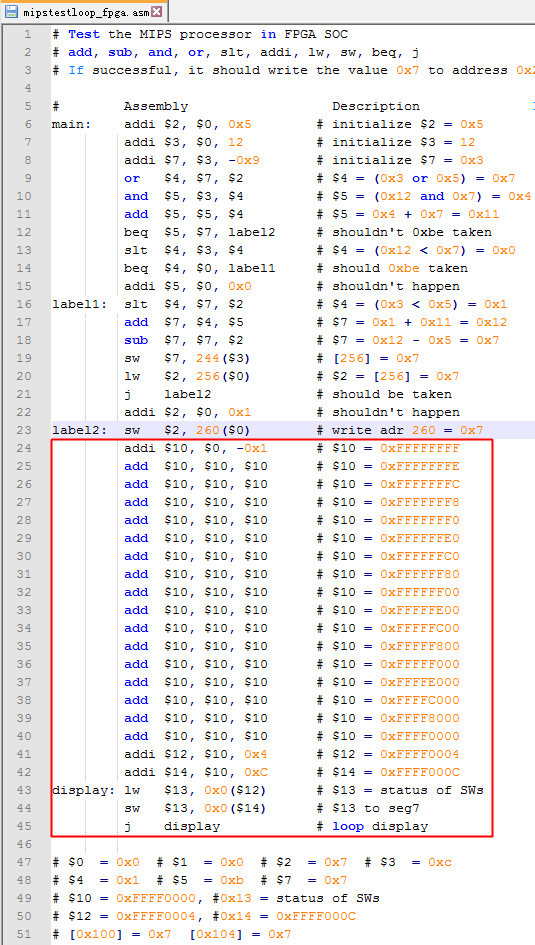 mipstestloop_fpga.asm
1 # Test the MIPS processor in FPGA SOC
2 # add, sub, and, or, slt, addi, lw, sw, beq, j
3 # If successful, it should write the value 0x7 to address 0x2
4
5 # Assembly Description
6 main: addi $2, $0, 0x5 # initialize $2 = 0x5
7 addi $3, $0, 12 # initialize $3 = 12
8 addi $7, $3, -0x9 # initialize $7 = 0x3
9 or $4, $7, $2 # $4 = (0x3 or 0x5) = 0x7
10 and $5, $3, $4 # $5 = (0x12 and 0x7) = 0x4
11 add $5, $5, $4 # $5 = 0x4 + 0x7 = 0x11
12 beq $5, $7, label2 # shouldn't 0xbe taken
13 slt $4, $3, $4 # $4 = (0x12 < 0x7) = 0x0
14 beq $4, $0, label1 # should 0xbe taken
15 addi $5, $0, 0x0 # shouldn't happen
16 label1: slt $4, $7, $2 # $4 = (0x3 < 0x5) = 0x1
17 add $7, $4, $5 # $7 = 0x1 + 0x11 = 0x12
18 sub $7, $7, $2 # $7 = 0x12 - 0x5 = 0x7
19 sw $7, 244($3) # [256] = 0x7
20 lw $2, 256($0) # $2 = [256] = 0x7
21 j label2 # should be taken
22 addi $2, $0, 0x1 # shouldn't happen
23 label2: sw $2, 260($0) # write adr 260 = 0x7
24 addi $10, $0, -0x1 # $10 = 0xFFFFFFFF
25 add $10, $10, $10 # $10 = 0xFFFFFFFE
26 add $10, $10, $10 # $10 = 0xFFFFFFFC
27 add $10, $10, $10 # $10 = 0xFFFFFFF8
28 add $10, $10, $10 # $10 = 0xFFFFFFF0
29 add $10, $10, $10 # $10 = 0xFFFFFFE0
30 add $10, $10, $10 # $10 = 0xFFFFFFC0
31 add $10, $10, $10 # $10 = 0xFFFFFF80
32 add $10, $10, $10 # $10 = 0xFFFFFF00
33 add $10, $10, $10 # $10 = 0xFFFFFE00
34 add $10, $10, $10 # $10 = 0xFFFFFC00
35 add $10, $10, $10 # $10 = 0xFFFFF800
36 add $10, $10, $10 # $10 = 0xFFFFF000
37 add $10, $10, $10 # $10 = 0xFFFFE000
38 add $10, $10, $10 # $10 = 0xFFFFC000
39 add $10, $10, $10 # $10 = 0xFFFF8000
40 add $10, $10, $10 # $10 = 0xFFFF0000
41 addi $12, $10, 0x4 # $12 = 0xFFFF0004
42 addi $14, $10, 0xC # $14 = 0xFFFF000C
43 display: lw $13, 0x0($12) # $13 = status of SWs
44 sw $13, 0x0($14) # $13 to seg7
45 j display # loop display
46
47 # $0 = 0x0 # $1 = 0x0 # $2 = 0x7 # $3 = 0xc
48 # $4 = 0x1 # $5 = 0xb # $7 = 0x7
49 # $10 = 0xFFFF0000, #0x13 = status of SWs
50 # $12 = 0xFFFF0004, #0x14 = 0xFFFF000C
51 # [0x100] = 0x7 [0x104] = 0x7